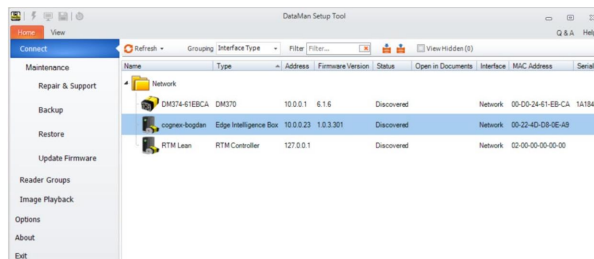 DataMan Setup Tool
Home View Q & A Help
Connect
Refresh Grouping Interface Type Filter Filter... View Hidden (0)
Maintenance
Repair & Support
Backup
Restore
Update Firmware
Reader Groups
Image Playback
Options
About
Exit
Name Type Address Firmware Version Status Open in Documents Interface MAC Address Serial
Network
DM374-61EBCA DM370 10.0.0.1 6.1.6 Discovered Network 00-D0-24-61-EB-CA 1A184
cognex-bogdan Edge Intelligence Box 10.0.0.23 1.0.3.301 Discovered Network 00-22-4D-D8-0E-A9
RTM Lean RTM Controller 127.0.0.1 Discovered Network 02-00-00-00-00-00